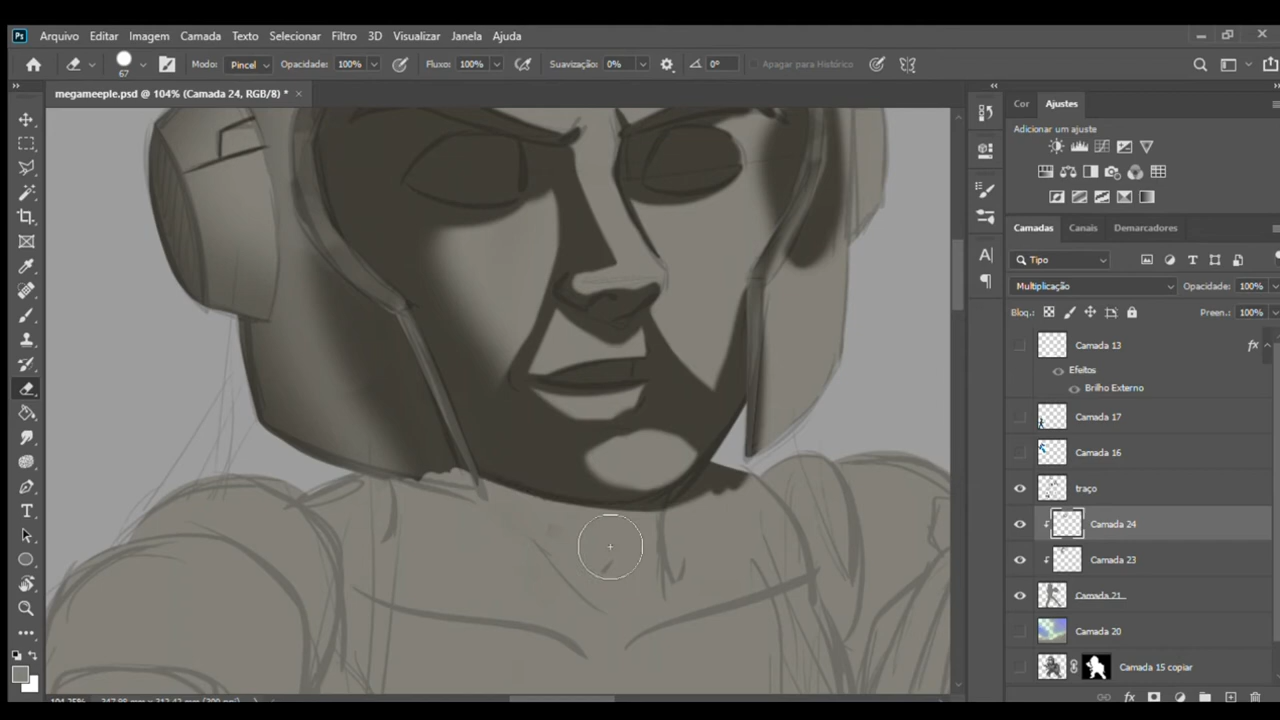 Ps Arquivo Editar Imagem Camada Texto Selecionar Filtro 3D Visualizar Janela Ajuda
67 Modo: Pincel Opacidade: 100% Fluxo: 100% Suavização: 0% 0° Apagar para Histórico
megameeple.psd @ 104% (Camada 24, RGB/8) *
Cor Ajustes
Adicionar um ajuste
Camadas Canais Demarcadores
Tipo
Multiplicação Opacidade: 100%
Bloq.: Preen.: 100%
Camada 13 fx
Efeitos
Brilho Externo
Camada 17
Camada 16
traço
Camada 24
Camada 23
Camada 21
Camada 20
Camada 15 copiar